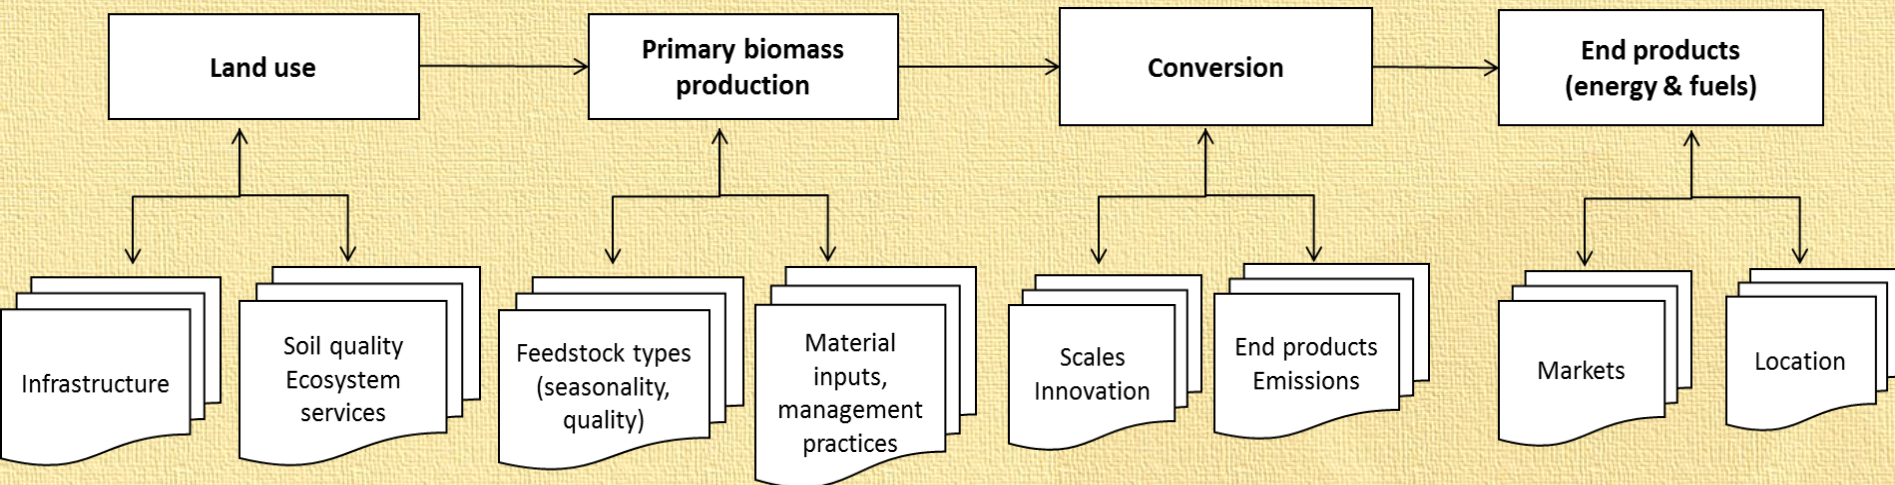 Land use
Primary biomass
production
Conversion
End products
(energy & fuels)
Infrastructure
Soil quality
Ecosystem
services
Feedstock types
(seasonality,
quality)
Material
inputs,
management
practices
Scales
Innovation
End products
Emissions
Markets
Location